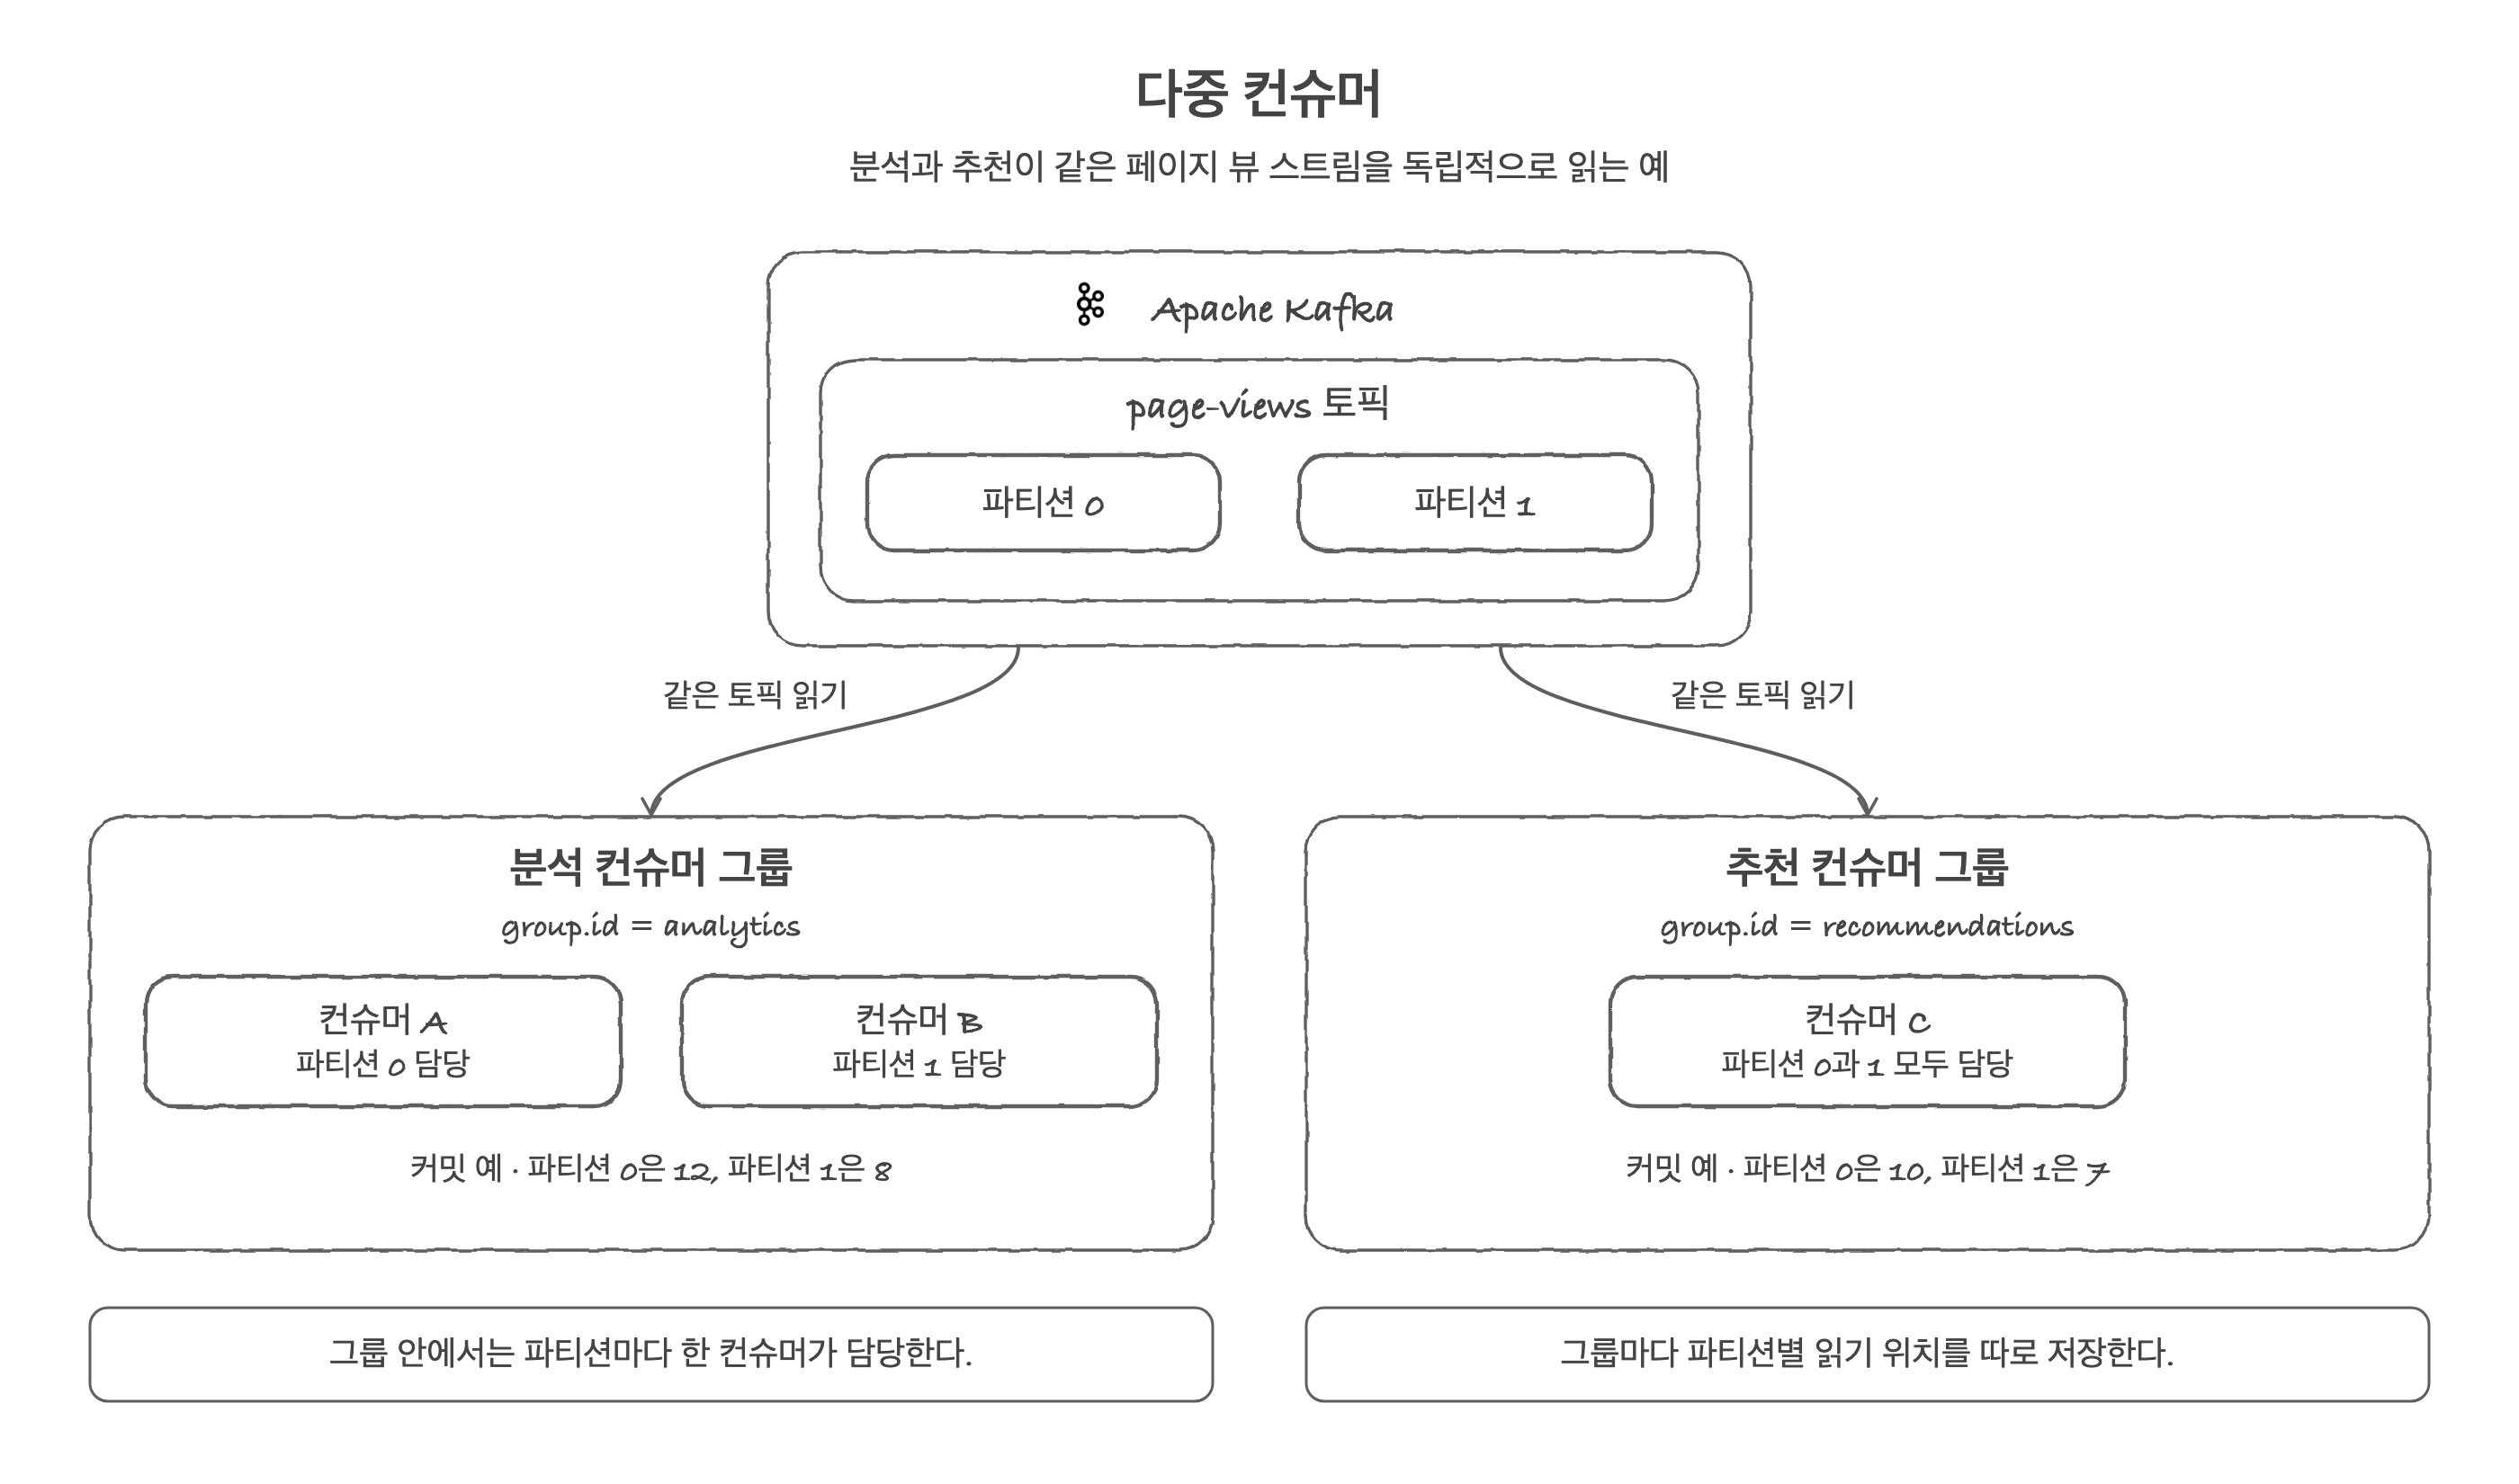 다중 컨슈머
분석과 추천이 같은 페이지 뷰 스트림을 독립적으로 읽는 예
Apache Kafka
page-views 토픽
파티션 0
파티션 1
같은 토픽 읽기
같은 토픽 읽기
분석 컨슈머 그룹
group.id = analytics
컨슈머 A
파티션 0 담당
컨슈머 B
파티션 1 담당
커밋 예 · 파티션 0은 12, 파티션 1은 8
추천 컨슈머 그룹
group.id = recommendations
컨슈머 C
파티션 0과 1 모두 담당
커밋 예 · 파티션 0은 10, 파티션 1은 7
그룹 안에서는 파티션마다 한 컨슈머가 담당한다.
그룹마다 파티션별 읽기 위치를 따로 저장한다.